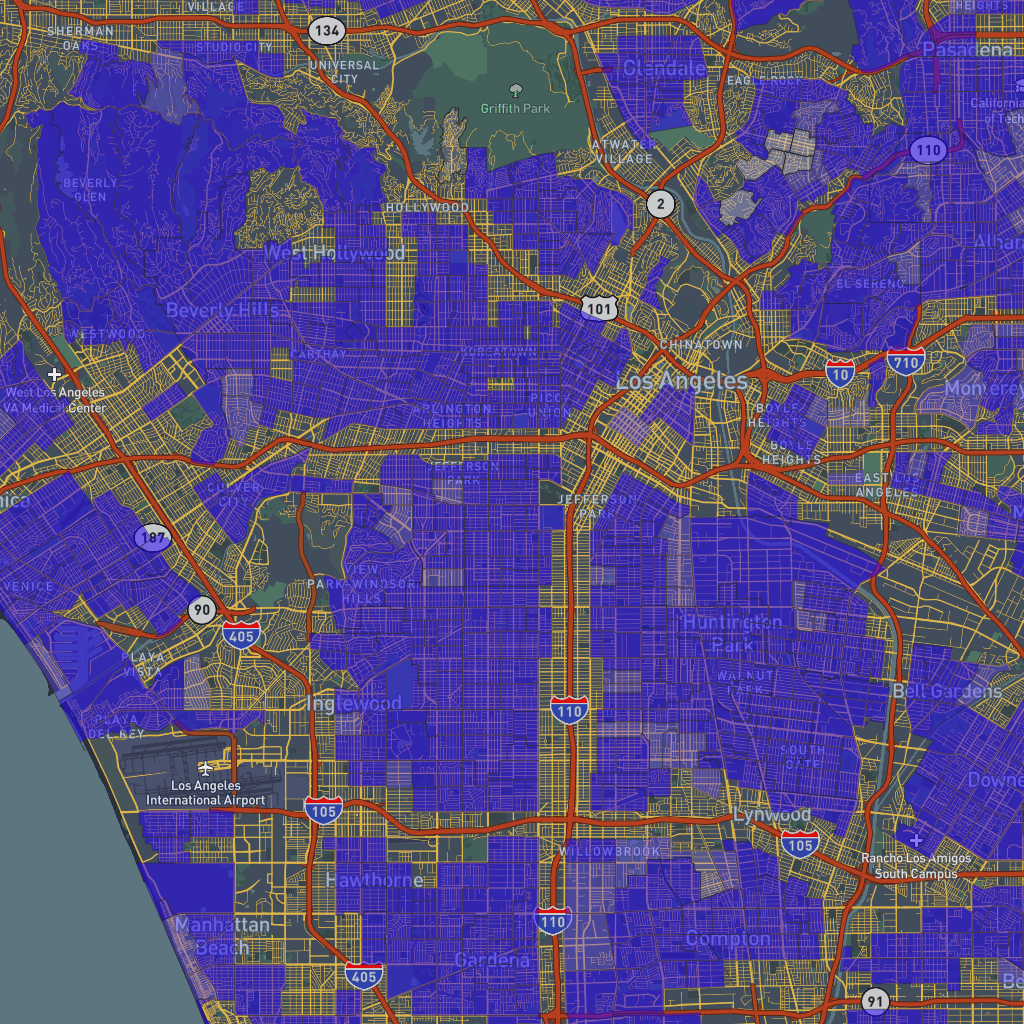 VILLAGE
HEIGHTS
SHERMAN
OAKS
134
STUDIO CITY
UNIVERSAL
CITY
Glendale
EAGLE ROCK
Pasadena
Griffith Park
California
of Tech
ATWATER
VILLAGE
110
BEVERLY
GLEN
HOLLYWOOD
2
West Hollywood
Alham
EL SERENO
Beverly Hills
101
WESTWOOD
CARTHAY
KOREATOWN
CHINATOWN
10
710
West Los Angeles
VA Medical Center
Los Angeles
Monterey
ARLINGTON
HEIGHTS
PICO
UNION
BOYLE
HEIGHTS
BOYLE
HEIGHTS
JEFFERSON
PARK
CULVER
CITY
EAST LOS
ANGELES
nica
JEFFERSON
PARK
187
VIEW
PARK-WINDSOR
HILLS
VENICE
90
405
Huntington
Park
PLAYA
VISTA
WALNUT
PARK
Bell Gardens
Inglewood
110
PLAYA
DEL REY
SOUTH
GATE
Los Angeles
International Airport
Downe
105
Lynwood
105
WILLOWBROOK
Rancho Los Amigos
South Campus
Hawthorne
110
Manhattan
Beach
Compton
Gardena
405
Be
91